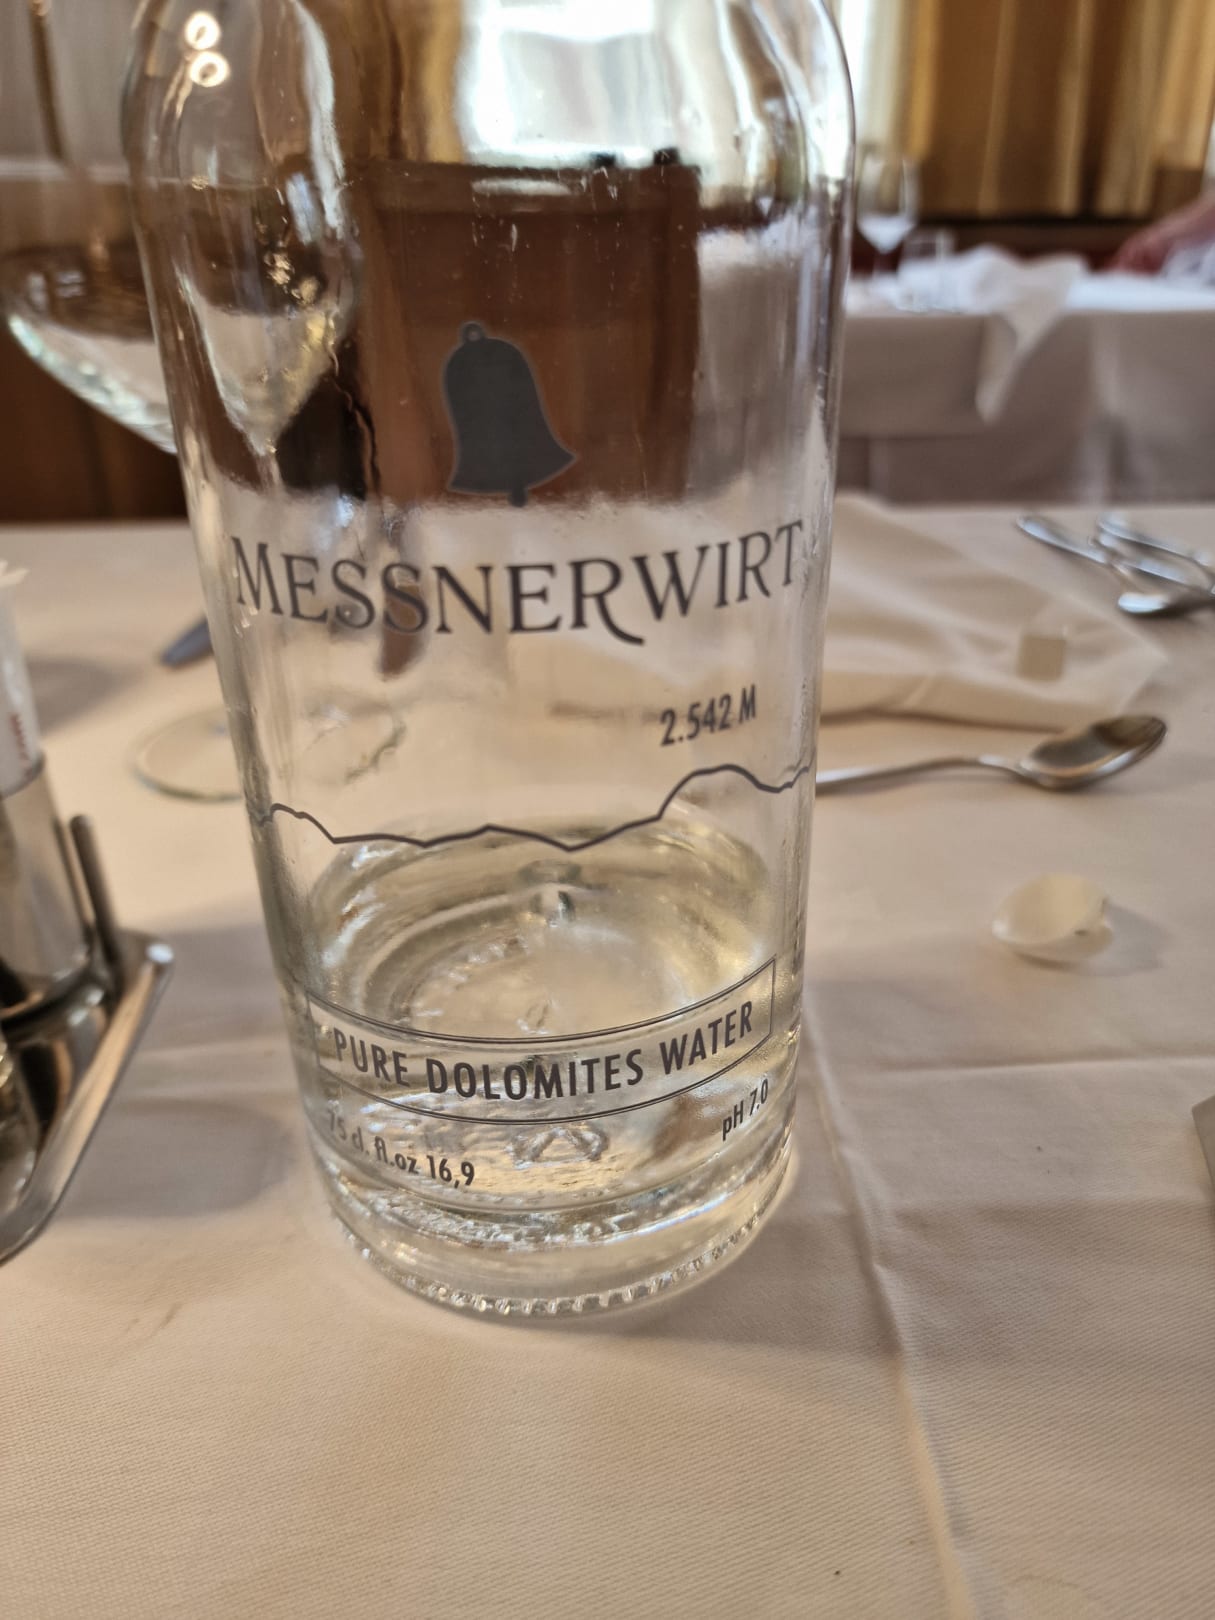 MESSNERWIRT
2.542 M
PURE DOLOMITES WATER
75 cl. fl.oz 16,9
pH 7.0